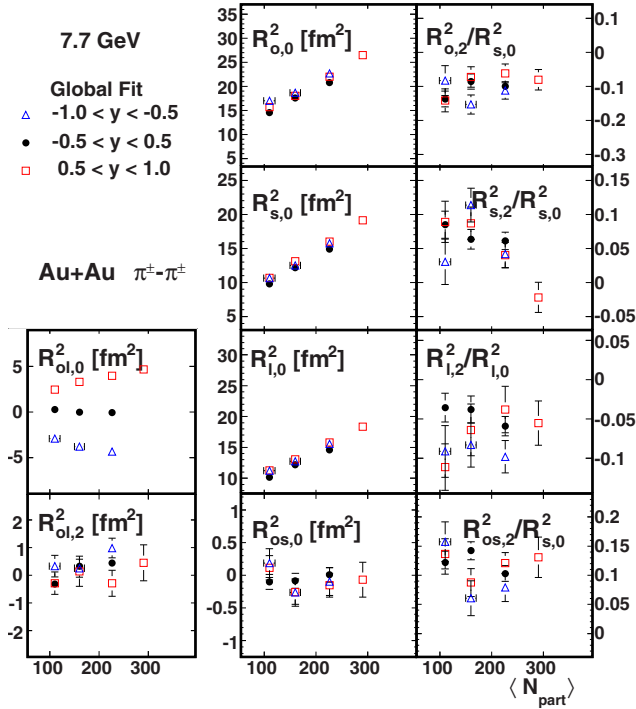 7.7 GeV
Global Fit
-1.0 < y < -0.5
-0.5 < y < 0.5
0.5 < y < 1.0
Au+Au π±-π±
R²o,0 [fm²]
35
30
25
20
15
10
5
R²o,2/R²s,0
0.1
0
-0.1
-0.2
-0.3
R²s,0 [fm²]
25
20
15
10
5
R²s,2/R²s,0
0.15
0.1
0.05
0
-0.05
R²ol,0 [fm²]
5
0
-5
R²l,0 [fm²]
30
25
20
15
10
R²l,2/R²l,0
0.05
0
-0.05
-0.1
R²ol,2 [fm²]
2
1
0
-1
-2
R²os,0 [fm²]
0.5
0
-0.5
-1
R²os,2/R²s,0
0.2
0.15
0.1
0.05
0
100 200 300
100 200 300
100 200 300
⟨ Npart ⟩